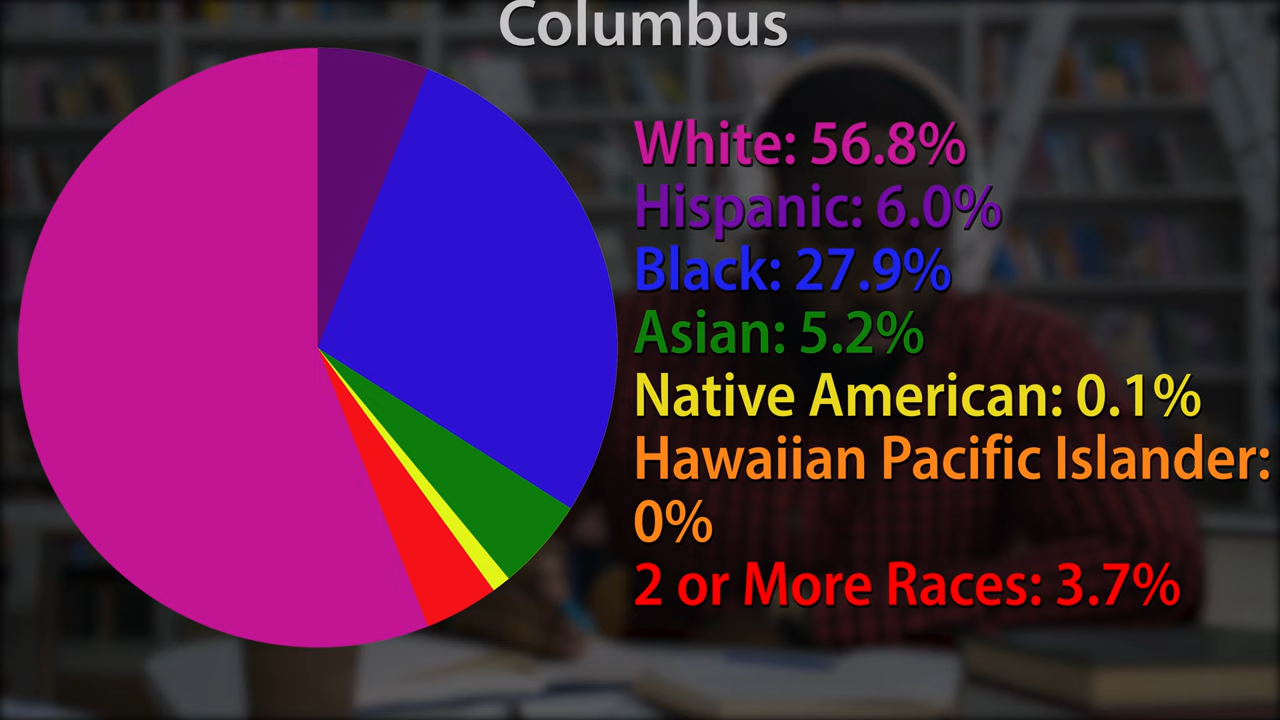 Columbus
White: 56.8%
Hispanic: 6.0%
Black: 27.9%
Asian: 5.2%
Native American: 0.1%
Hawaiian Pacific Islander:
0%
2 or More Races: 3.7%